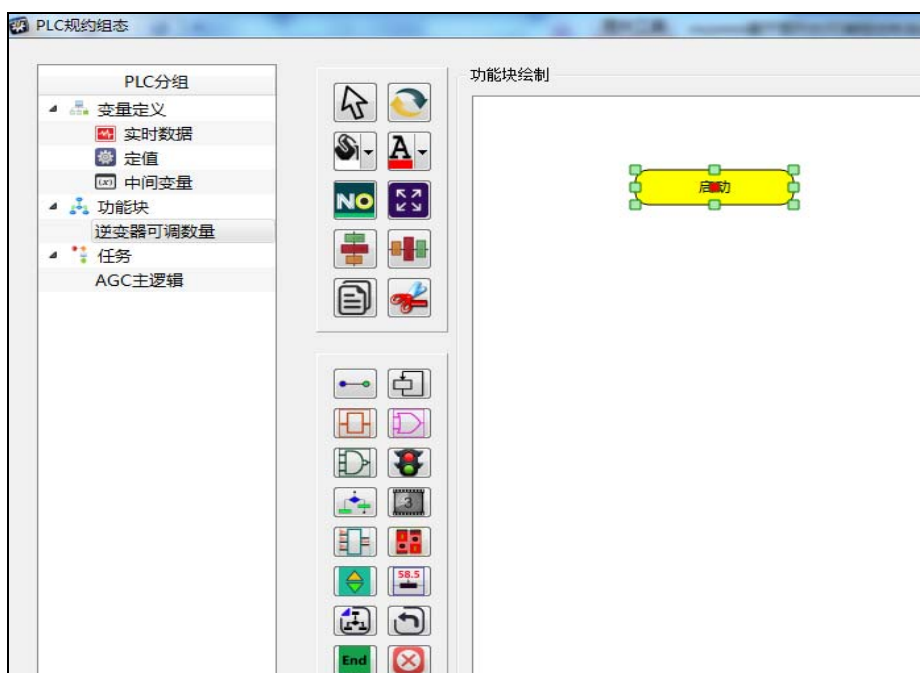 PLC规约组态
PLC分组
变量定义
实时数据
定值
(x) 中间变量
功能块
逆变器可调数量
任务
AGC主逻辑
A
NO
3
58.5
End
功能块绘制
启动